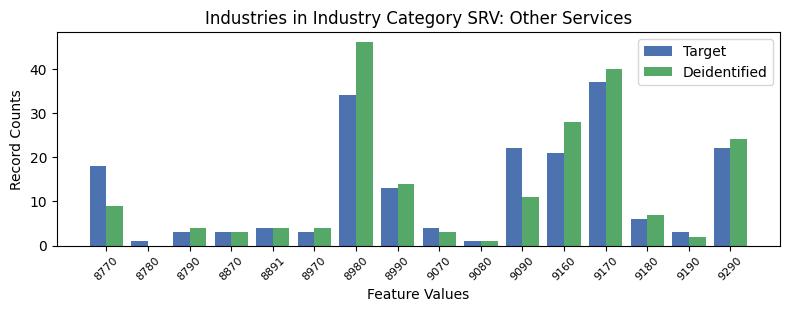 Industries in Industry Category SRV: Other Services
Target
Deidentified
Record Counts
40
30
20
10
0
8770 8780 8790 8870 8891 8970 8980 8990 9070 9080 9090 9160 9170 9180 9190 9290
Feature Values